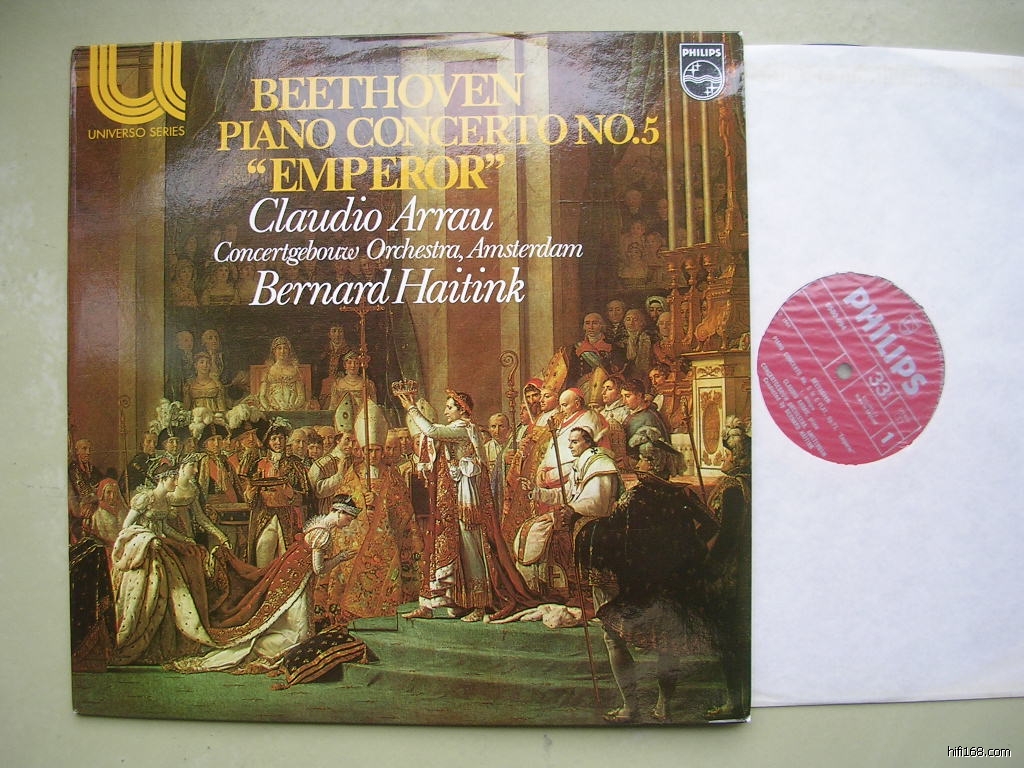 UNIVERSO SERIES
BEETHOVEN
PIANO CONCERTO NO.5
“EMPEROR”
Claudio Arrau
Concertgebouw Orchestra, Amsterdam
Bernard Haitink
PHILIPS
PHILIPS
33
1
hifi168.com